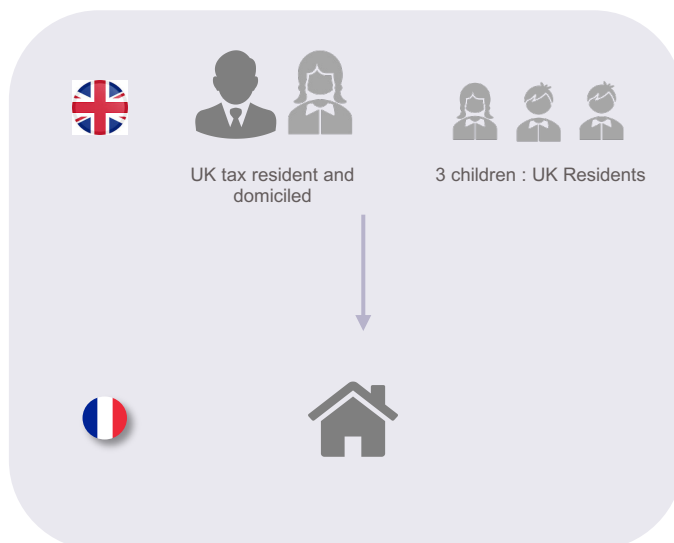 UK tax resident and
domiciled
3 children : UK Residents